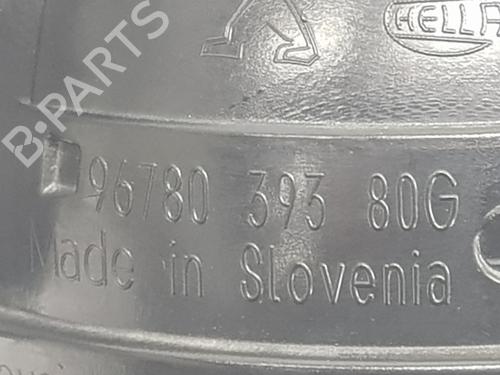 HELLA
B-PARTS
96780 393 80G
Made in Slovenia